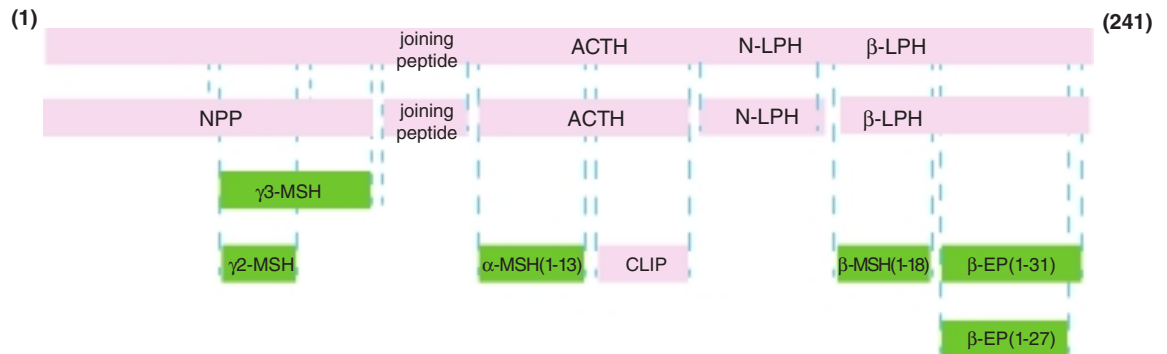 (1)
(241)
joining
peptide
ACTH
N-LPH
β-LPH
NPP
joining
peptide
ACTH
N-LPH
β-LPH
γ3-MSH
γ2-MSH
α-MSH(1-13)
CLIP
β-MSH(1-18)
β-EP(1-31)
β-EP(1-27)